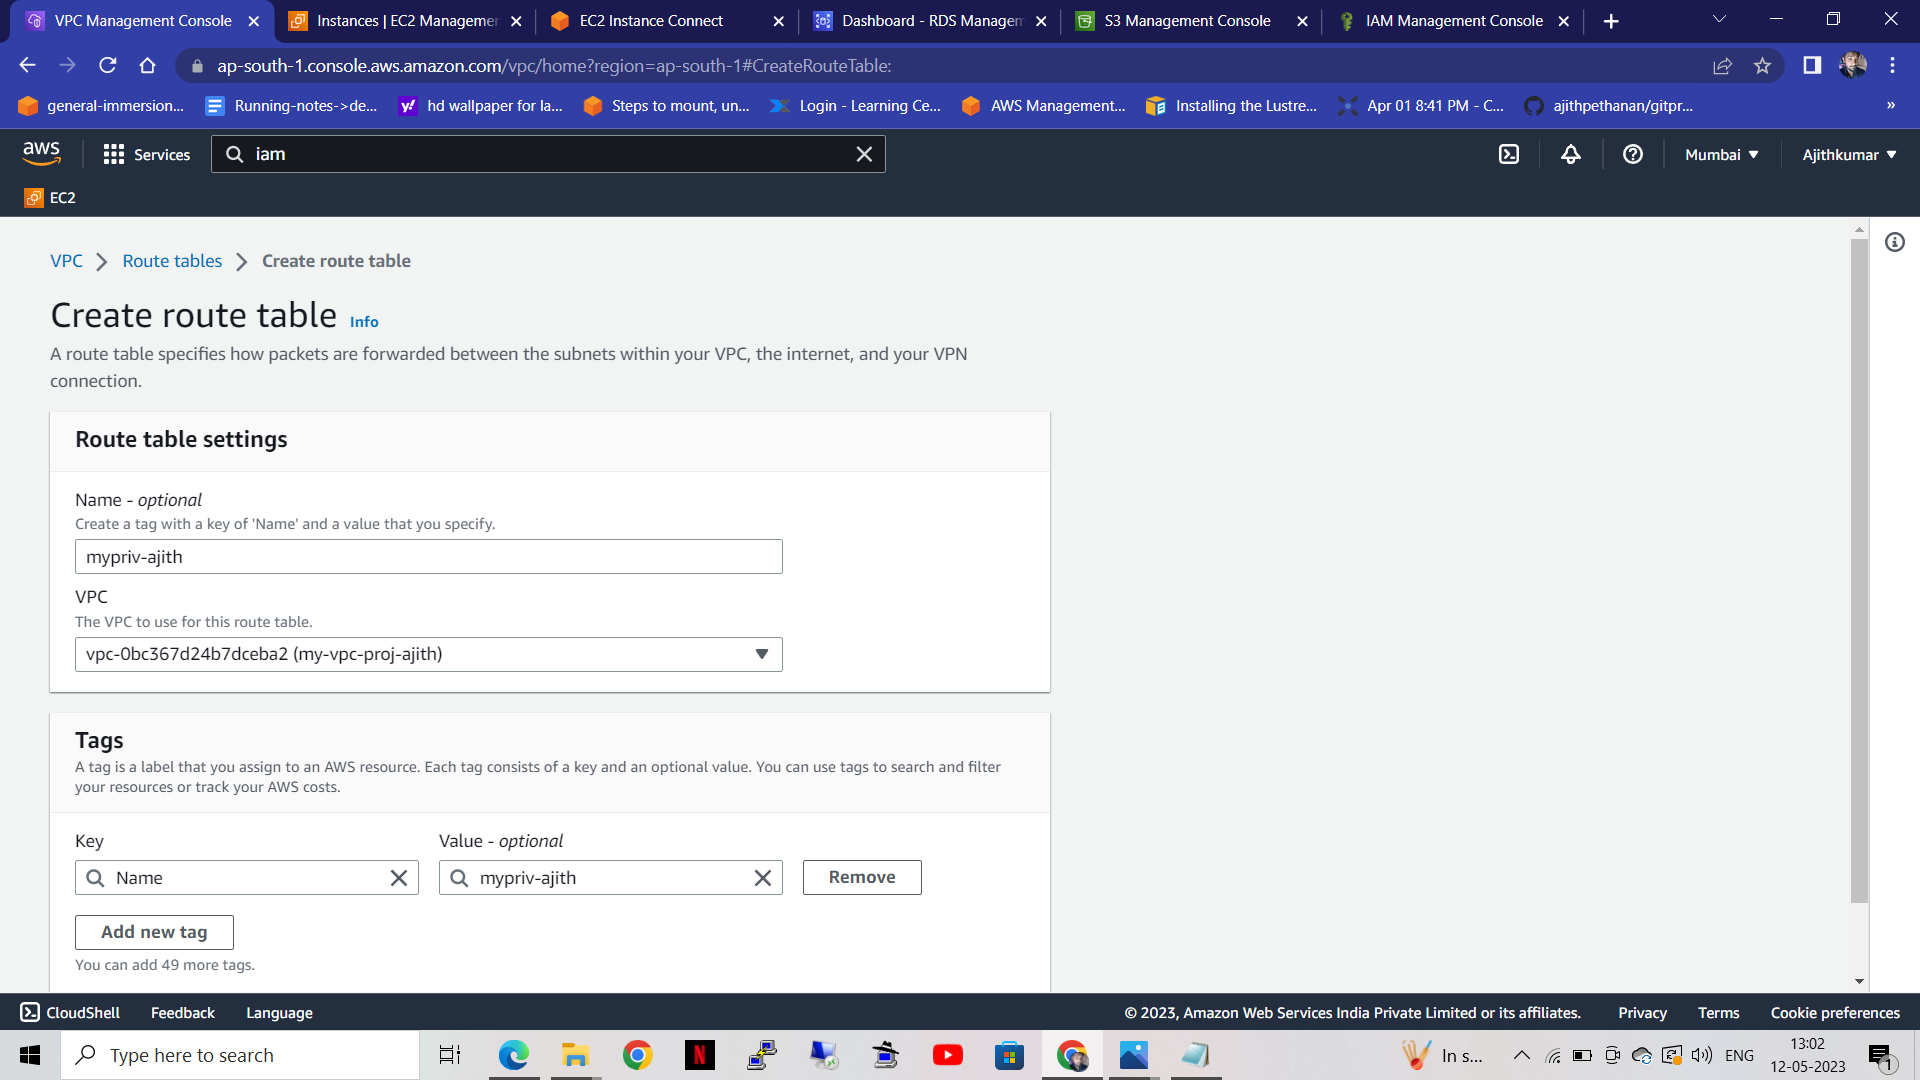 VPC Management Console
Instances | EC2 Managemen
EC2 Instance Connect
Dashboard - RDS Managem
S3 Management Console
IAM Management Console
ap-south-1.console.aws.amazon.com/vpc/home?region=ap-south-1#CreateRouteTable:
general-immersion...
Running-notes->de...
hd wallpaper for la...
Steps to mount, un...
Login - Learning Ce...
AWS Management...
Installing the Lustre...
Apr 01 8:41 PM - C...
ajithpethanan/gitpr...
»
aws
Services
iam
Mumbai
Ajithkumar
EC2
VPC
Route tables
Create route table
Create route table
Info
A route table specifies how packets are forwarded between the subnets within your VPC, the internet, and your VPN
connection.
Route table settings
Name - optional
Create a tag with a key of 'Name' and a value that you specify.
mypriv-ajith
VPC
The VPC to use for this route table.
vpc-0bc367d24b7dceba2 (my-vpc-proj-ajith)
Tags
A tag is a label that you assign to an AWS resource. Each tag consists of a key and an optional value. You can use tags to search and filter
your resources or track your AWS costs.
Key
Value - optional
Name
mypriv-ajith
Remove
Add new tag
You can add 49 more tags.
CloudShell
Feedback
Language
© 2023, Amazon Web Services India Private Limited or its affiliates.
Privacy
Terms
Cookie preferences
Type here to search
N
In s...
ENG
13:02
12-05-2023
1